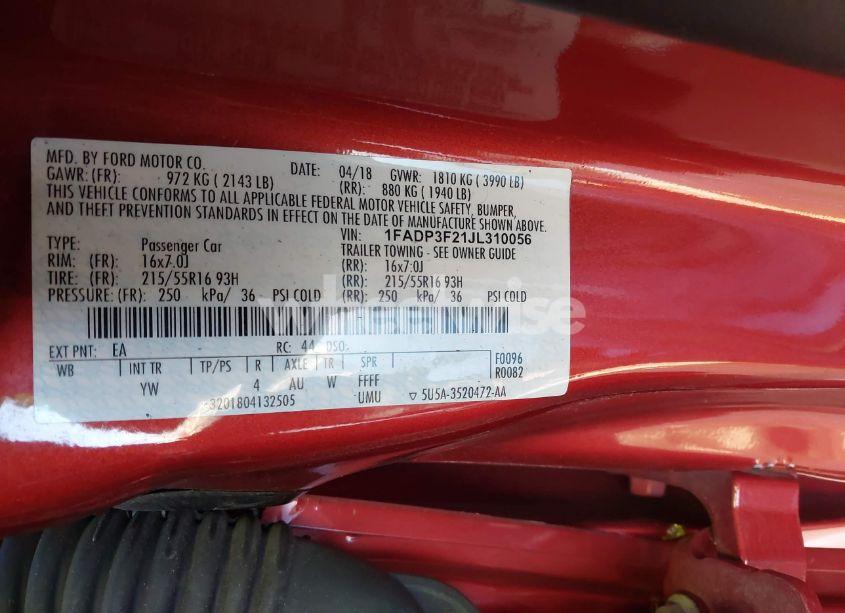 MFD. BY FORD MOTOR CO.
DATE: 04/18 GVWR: 1810 KG ( 3990 LB)
GAWR: (FR): 972 KG ( 2143 LB) (RR): 880 KG ( 1940 LB)
THIS VEHICLE CONFORMS TO ALL APPLICABLE FEDERAL MOTOR VEHICLE SAFETY, BUMPER,
AND THEFT PREVENTION STANDARDS IN EFFECT ON THE DATE OF MANUFACTURE SHOWN ABOVE.
VIN: 1FADP3F21JL310056
TYPE: Passenger Car TRAILER TOWING - SEE OWNER GUIDE
RIM: (FR) 16x7.0J (RR): 16x7.0J
TIRE: (FR) 215/55R16 93H (RR): 215/55R16 93H
PRESSURE: (FR) 250 kPa/ 36 PSI COLD (RR): 250 kPa/ 36 PSI COLD
EXT PNT: EA RC: 44 DSO:
WB INT TR TP/PS R AXLE TR SPR F0096
YW 4 AU W FFFF R0082
3201804132505 UMU ▽ 5U5A-3520472-AA